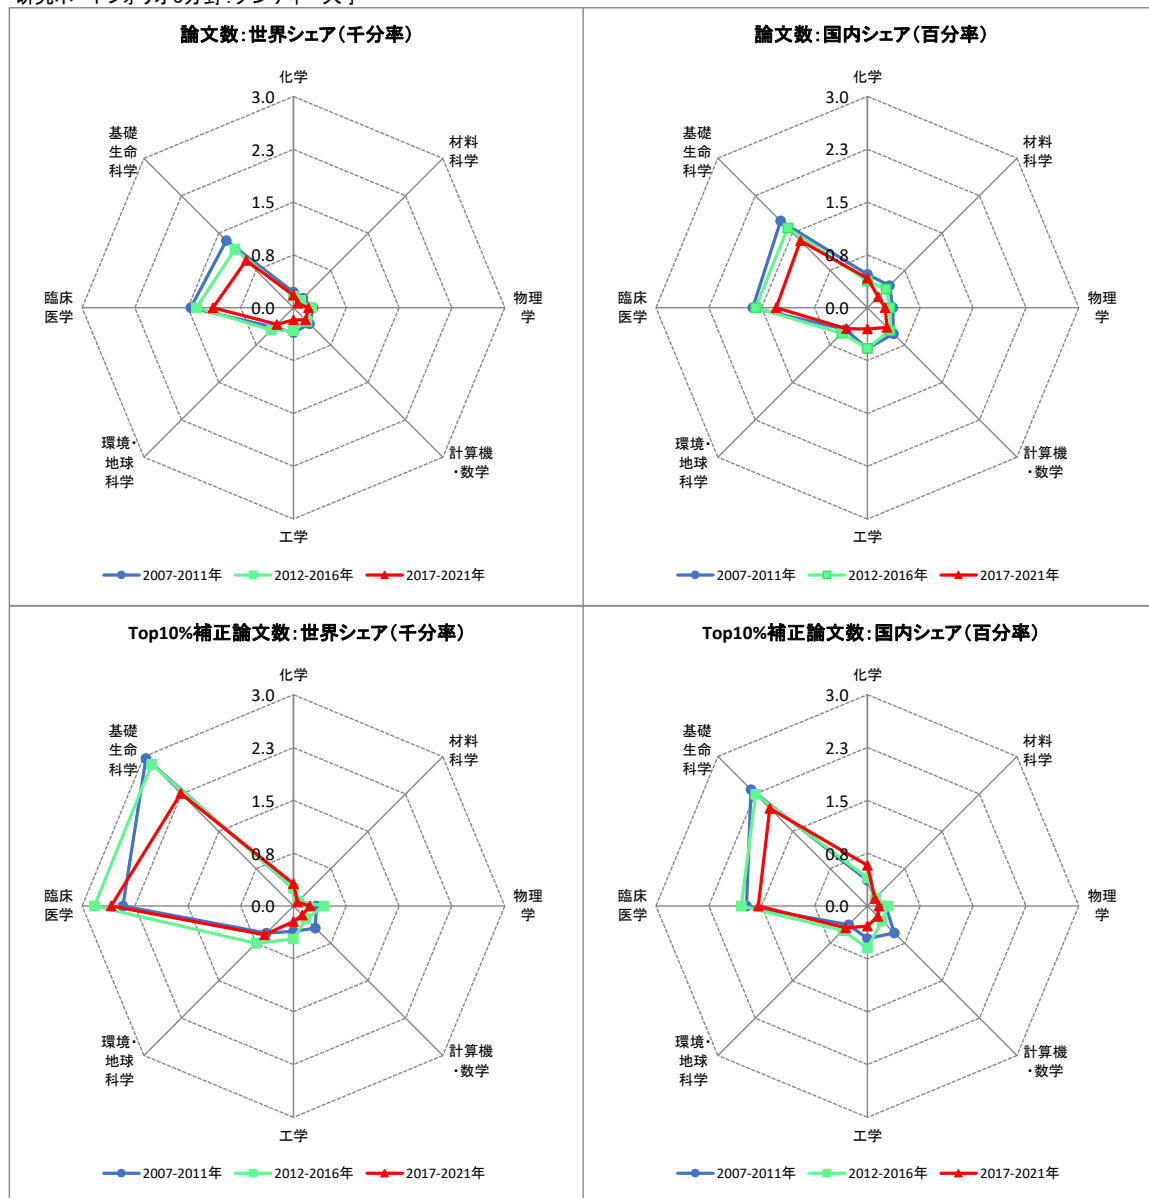 論文数:世界シェア(千分率)
化学
3.0
2.3
1.5
0.8
0.0
材料
科学
物理
学
計算機
・数学
工学
環境・
地球
科学
臨床
医学
基礎
生命
科学
2007-2011年
2012-2016年
2017-2021年
論文数:国内シェア(百分率)
化学
3.0
2.3
1.5
0.8
0.0
材料
科学
物理
学
計算機
・数学
工学
環境・
地球
科学
臨床
医学
基礎
生命
科学
2007-2011年
2012-2016年
2017-2021年
Top10%補正論文数:世界シェア(千分率)
化学
3.0
2.3
1.5
0.8
0.0
材料
科学
物理
学
計算機
・数学
工学
環境・
地球
科学
臨床
医学
基礎
生命
科学
2007-2011年
2012-2016年
2017-2021年
Top10%補正論文数:国内シェア(百分率)
化学
3.0
2.3
1.5
0.8
0.0
材料
科学
物理
学
計算機
・数学
工学
環境・
地球
科学
臨床
医学
基礎
生命
科学
2007-2011年
2012-2016年
2017-2021年